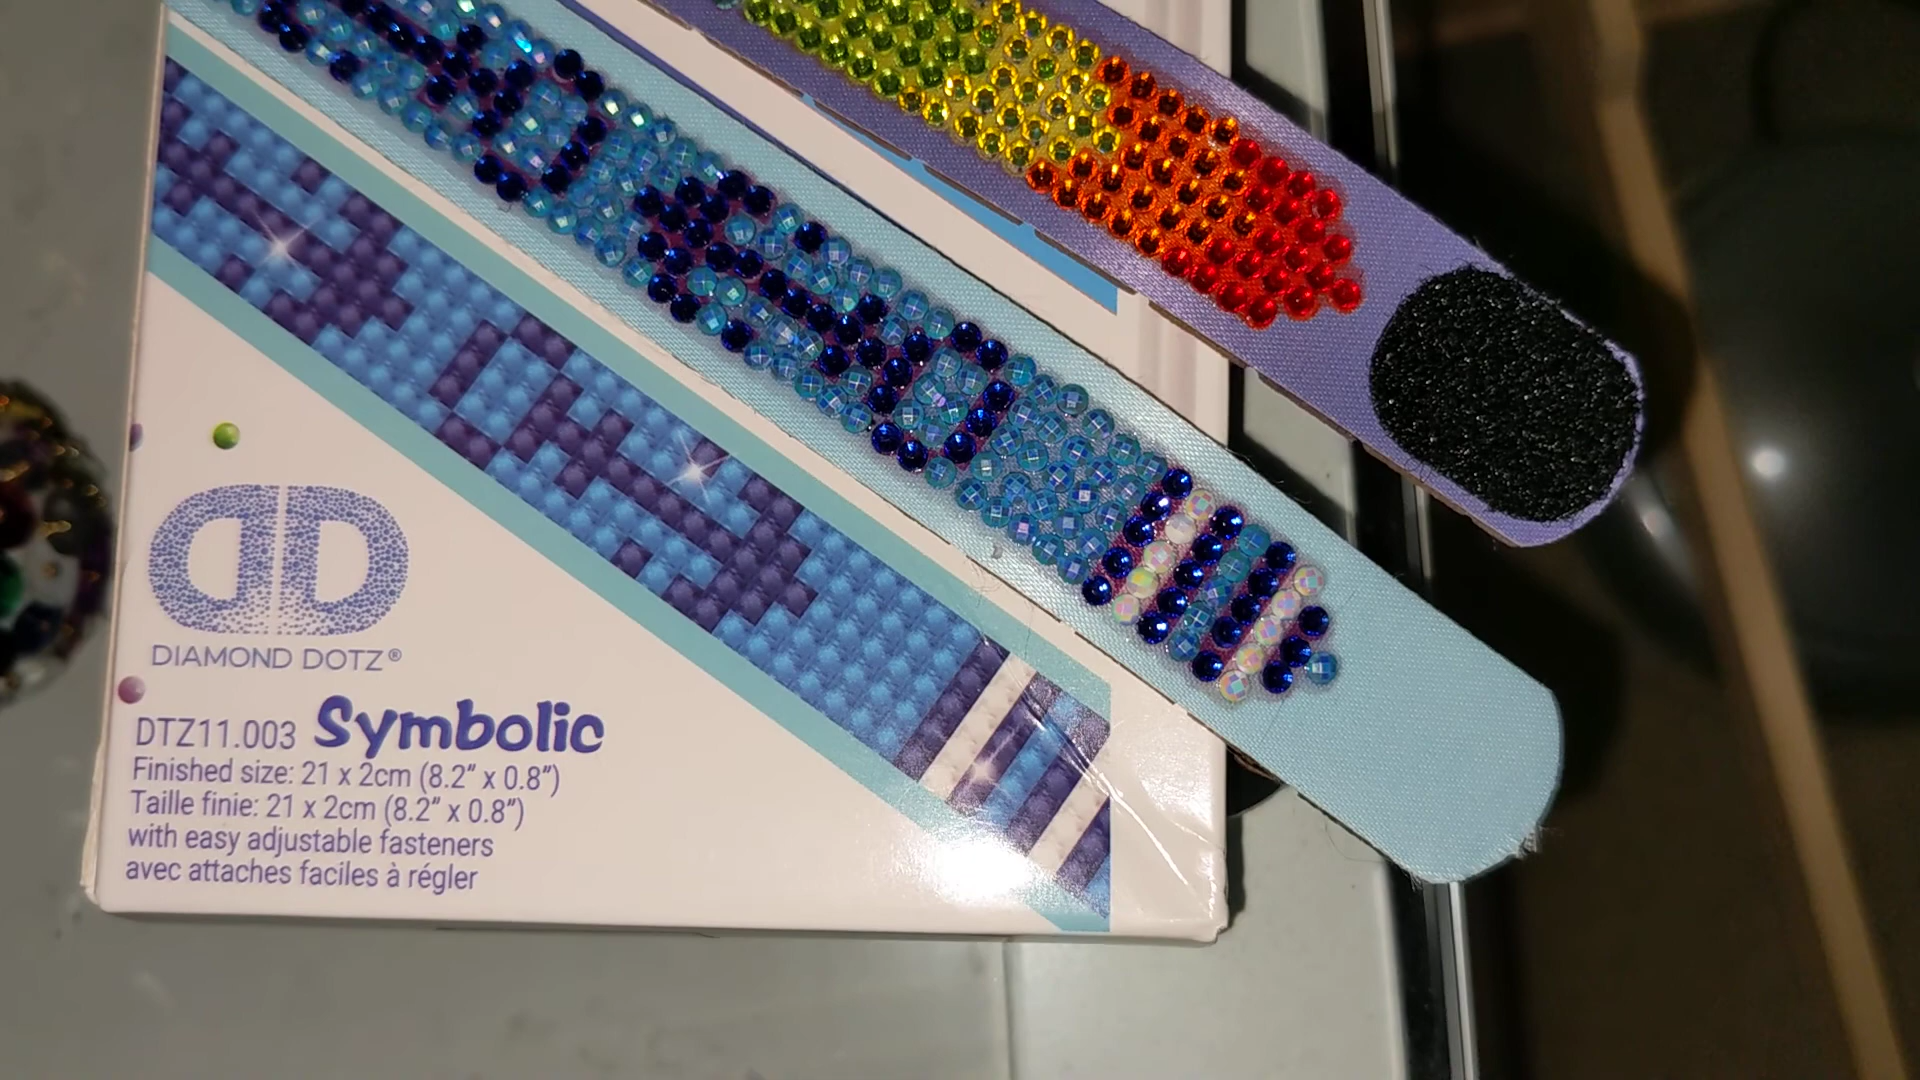 DD
DIAMOND DOTZ®
DTZ11.003 Symbolic
Finished size: 21 x 2cm (8.2" x 0.8")
Taille finie: 21 x 2cm (8.2" x 0.8")
with easy adjustable fasteners
avec attaches faciles à régler